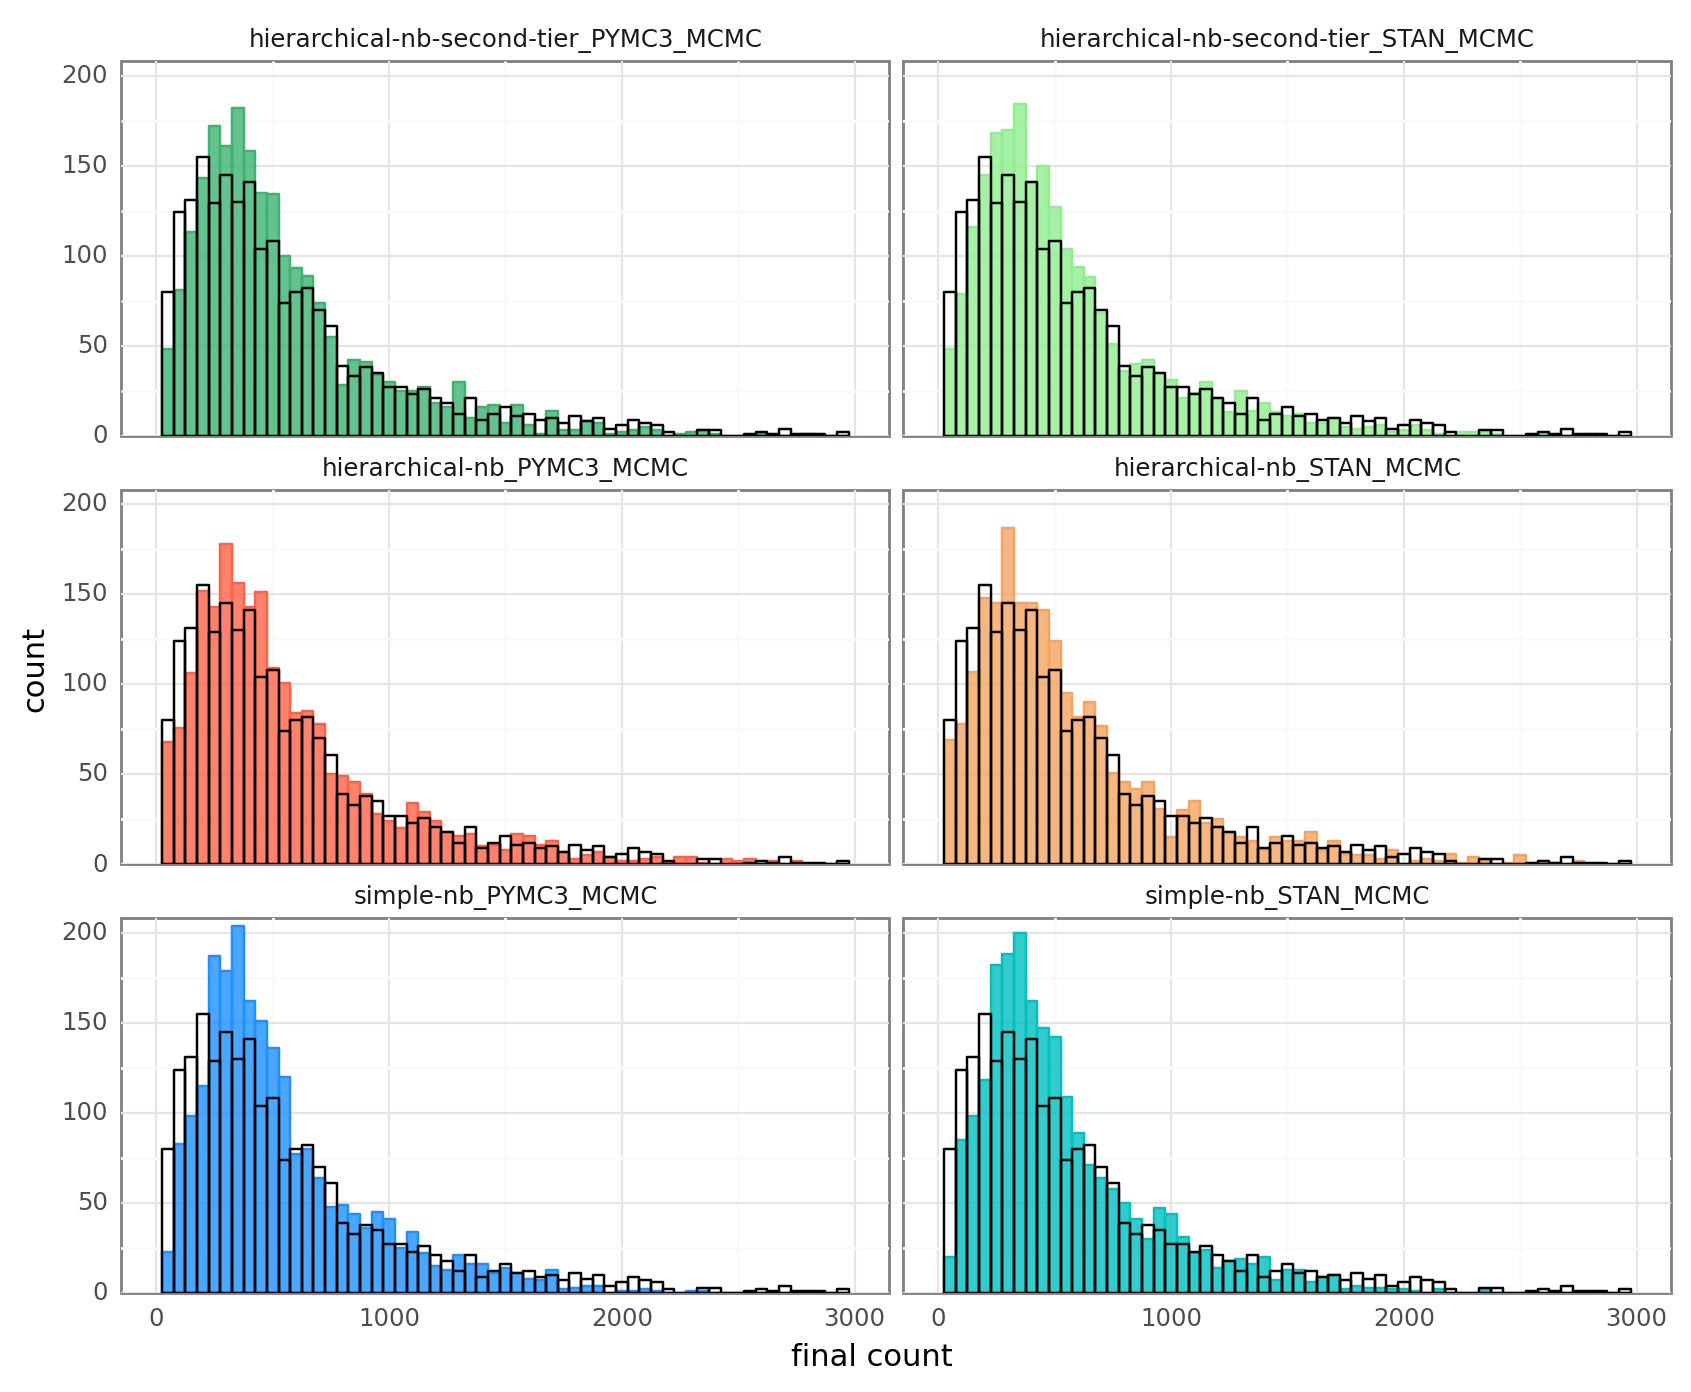 hierarchical-nb-second-tier_PYMC3_MCMC
hierarchical-nb-second-tier_STAN_MCMC
200
150
100
50
0
hierarchical-nb_PYMC3_MCMC
hierarchical-nb_STAN_MCMC
200
150
100
50
0
count
simple-nb_PYMC3_MCMC
simple-nb_STAN_MCMC
200
150
100
50
0
0 1000 2000 3000
0 1000 2000 3000
final count